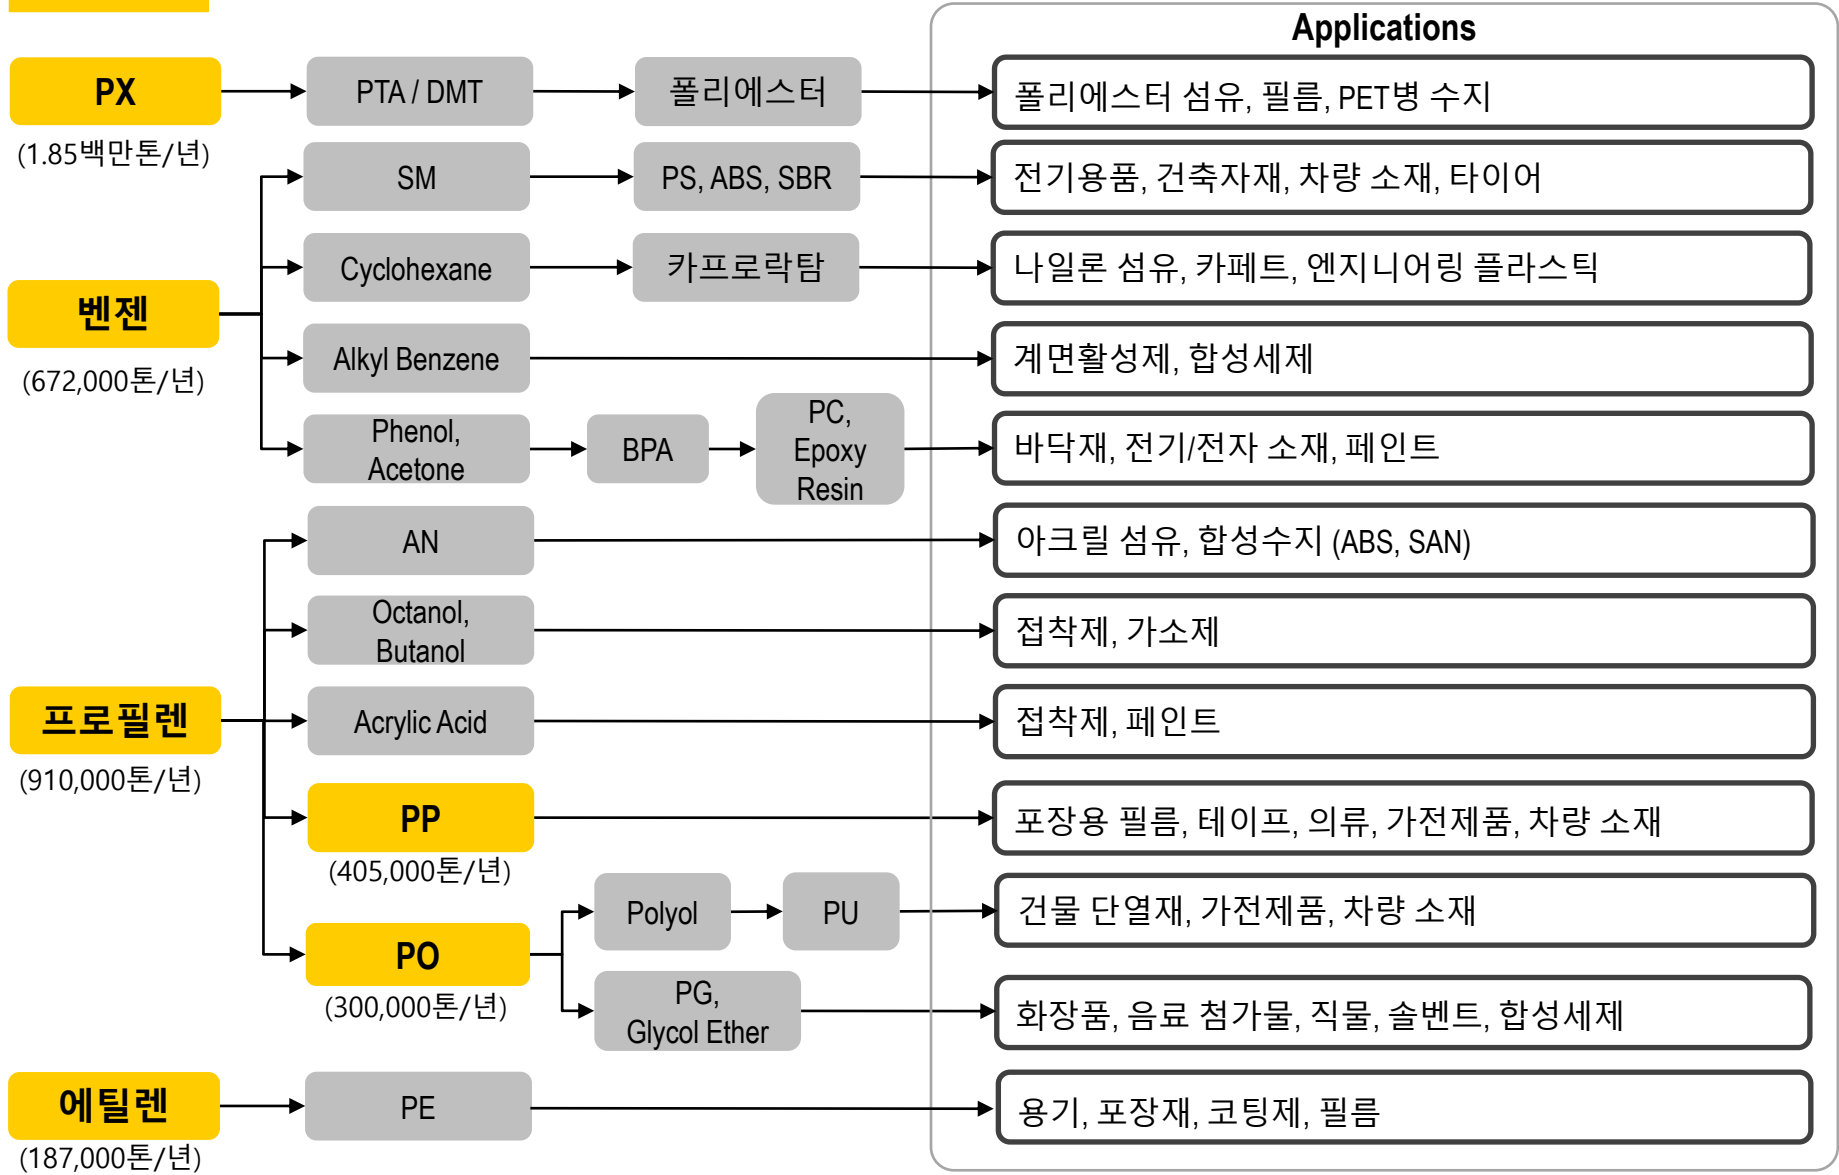 Applications
PX
PTA / DMT
폴리에스터
폴리에스터 섬유, 필름, PET병 수지
(1.85백만톤/년)
SM
PS, ABS, SBR
전기용품, 건축자재, 차량 소재, 타이어
Cyclohexane
카프로락탐
나일론 섬유, 카페트, 엔지니어링 플라스틱
벤젠
(672,000톤/년)
Alkyl Benzene
계면활성제, 합성세제
Phenol,
Acetone
BPA
PC,
Epoxy
Resin
바닥재, 전기/전자 소재, 페인트
AN
아크릴 섬유, 합성수지 (ABS, SAN)
Octanol,
Butanol
접착제, 가소제
프로필렌
(910,000톤/년)
Acrylic Acid
접착제, 페인트
PP
(405,000톤/년)
포장용 필름, 테이프, 의류, 가전제품, 차량 소재
PO
(300,000톤/년)
Polyol
PU
건물 단열재, 가전제품, 차량 소재
PG,
Glycol Ether
화장품, 음료 첨가물, 직물, 솔벤트, 합성세제
에틸렌
(187,000톤/년)
PE
용기, 포장재, 코팅제, 필름